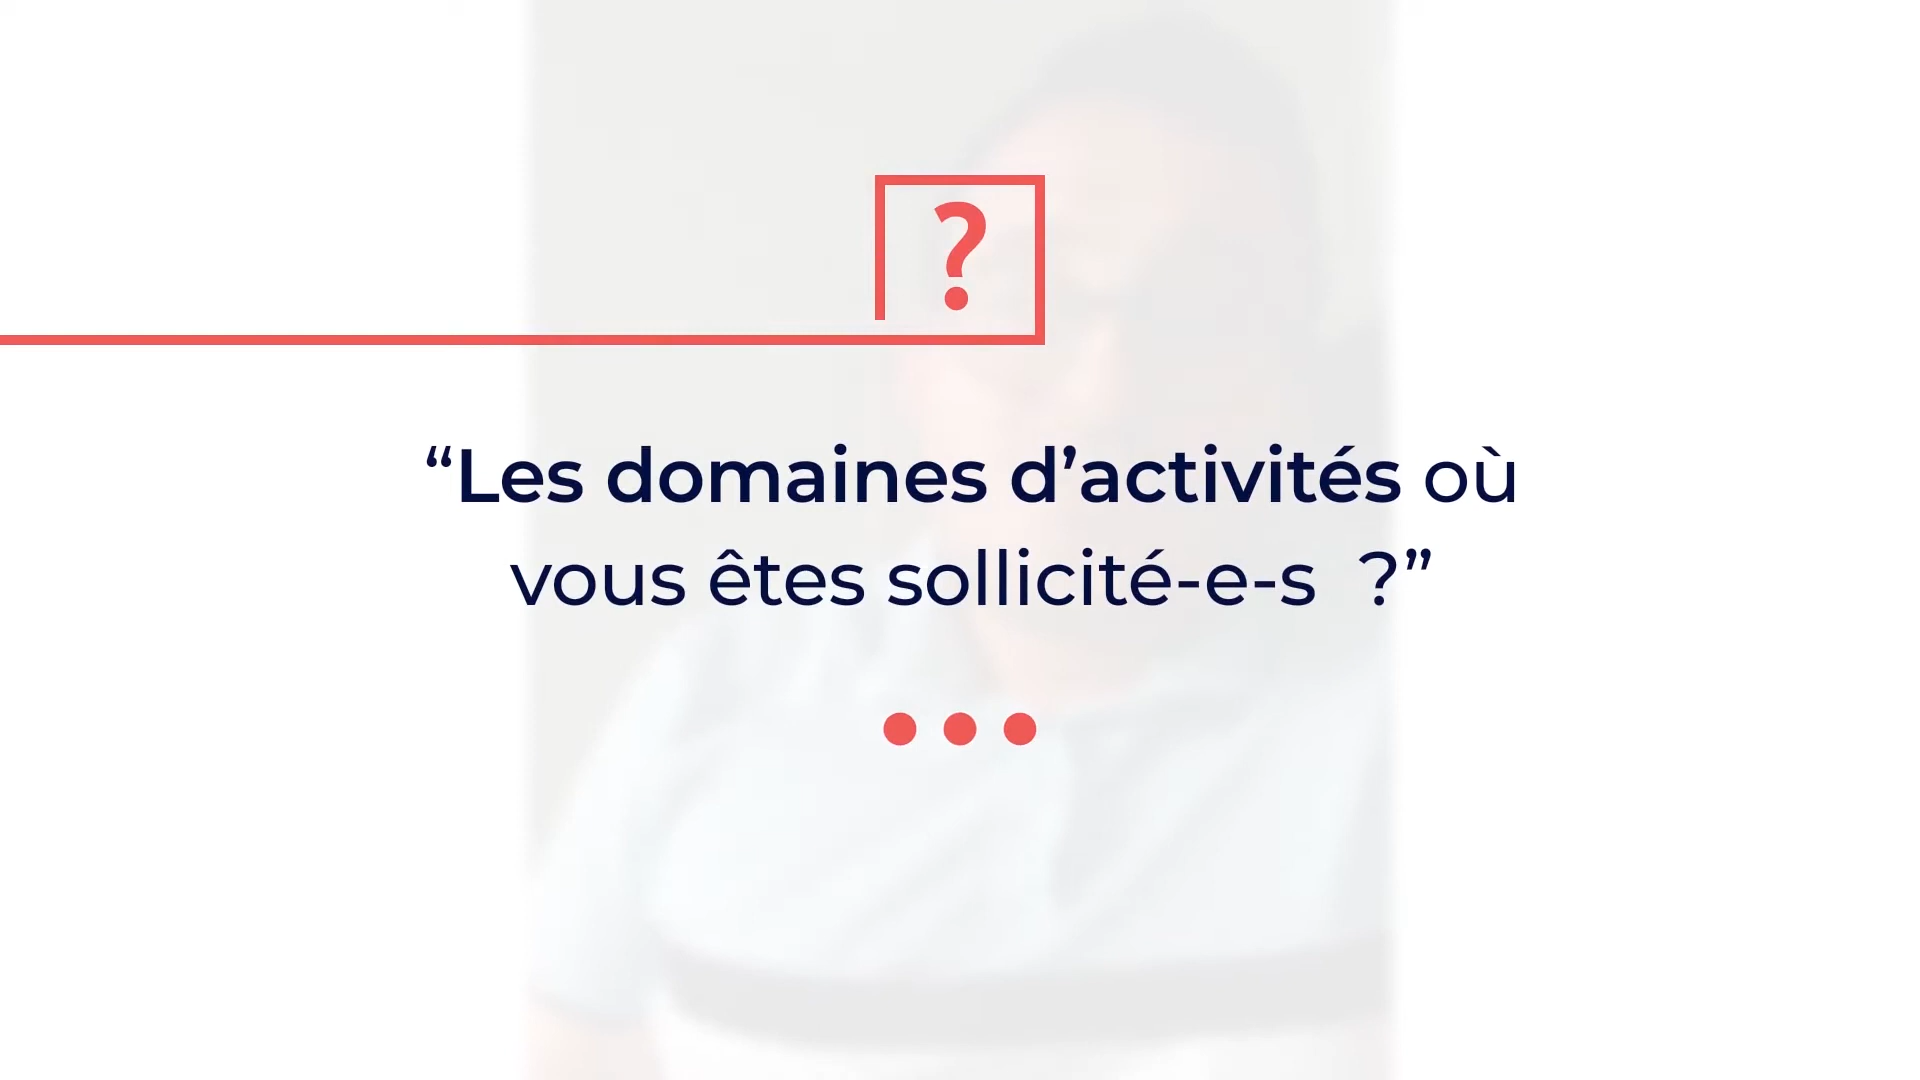 ?
“Les domaines d’activités où
vous êtes sollicité-e-s  ?”